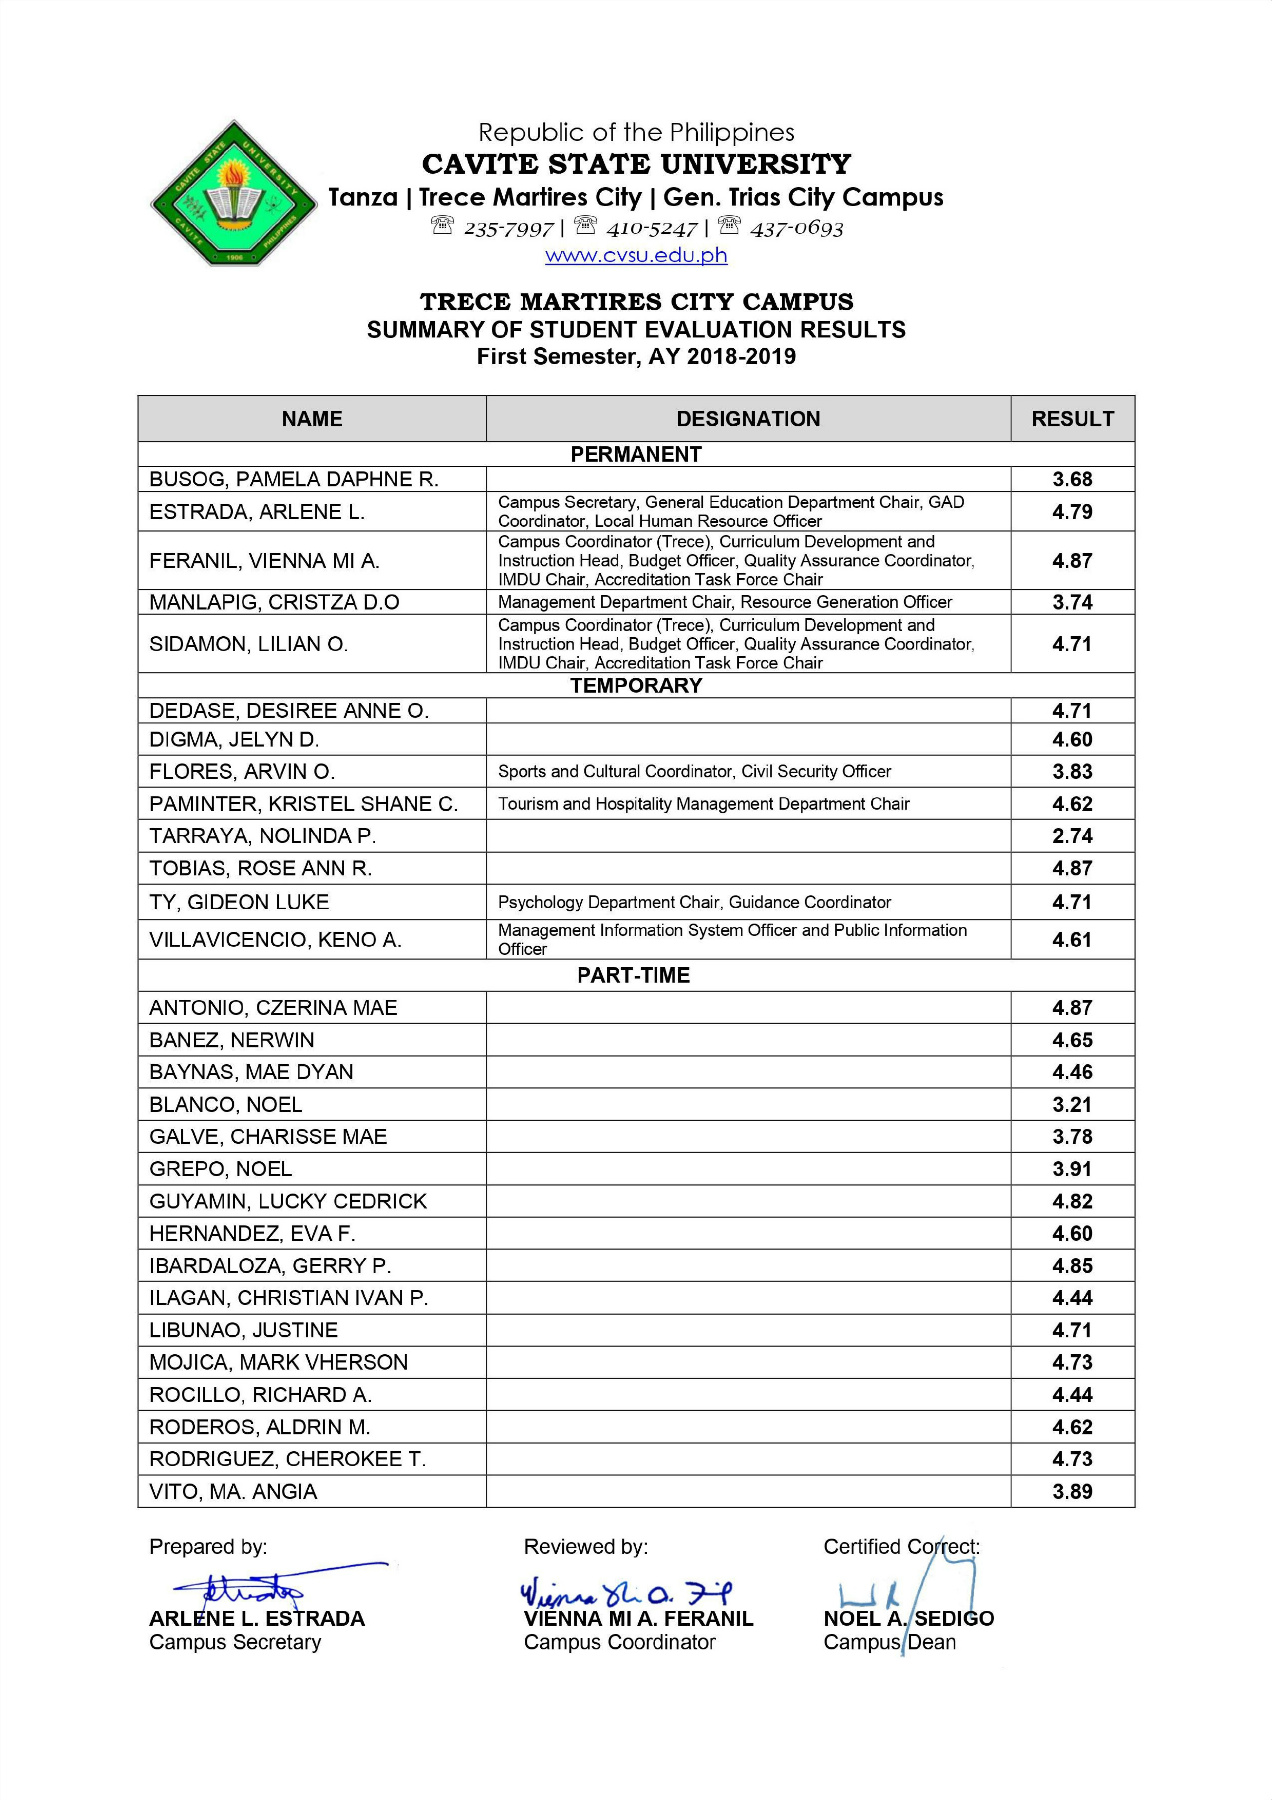 Republic of the Philippines
CAVITE STATE UNIVERSITY
Tanza | Trece Martires City | Gen. Trias City Campus
☏ 235-7997 | ☏ 410-5247 | ☏ 437-0693
www.cvsu.edu.ph
CAVITE STATE UNIVERSITY
CAVITE PHILIPPINES
1906
TRECE MARTIRES CITY CAMPUS
SUMMARY OF STUDENT EVALUATION RESULTS
First Semester, AY 2018-2019
NAME DESIGNATION RESULT
PERMANENT
BUSOG, PAMELA DAPHNE R. 3.68
ESTRADA, ARLENE L. Campus Secretary, General Education Department Chair, GAD
Coordinator, Local Human Resource Officer 4.79
FERANIL, VIENNA MI A. Campus Coordinator (Trece), Curriculum Development and
Instruction Head, Budget Officer, Quality Assurance Coordinator,
IMDU Chair, Accreditation Task Force Chair 4.87
MANLAPIG, CRISTZA D.O Management Department Chair, Resource Generation Officer 3.74
SIDAMON, LILIAN O. Campus Coordinator (Trece), Curriculum Development and
Instruction Head, Budget Officer, Quality Assurance Coordinator,
IMDU Chair, Accreditation Task Force Chair 4.71
TEMPORARY
DEDASE, DESIREE ANNE O. 4.71
DIGMA, JELYN D. 4.60
FLORES, ARVIN O. Sports and Cultural Coordinator, Civil Security Officer 3.83
PAMINTER, KRISTEL SHANE C. Tourism and Hospitality Management Department Chair 4.62
TARRAYA, NOLINDA P. 2.74
TOBIAS, ROSE ANN R. 4.87
TY, GIDEON LUKE Psychology Department Chair, Guidance Coordinator 4.71
VILLAVICENCIO, KENO A. Management Information System Officer and Public Information
Officer 4.61
PART-TIME
ANTONIO, CZERINA MAE 4.87
BANEZ, NERWIN 4.65
BAYNAS, MAE DYAN 4.46
BLANCO, NOEL 3.21
GALVE, CHARISSE MAE 3.78
GREPO, NOEL 3.91
GUYAMIN, LUCKY CEDRICK 4.82
HERNANDEZ, EVA F. 4.60
IBARDALOZA, GERRY P. 4.85
ILAGAN, CHRISTIAN IVAN P. 4.44
LIBUNAO, JUSTINE 4.71
MOJICA, MARK VHERSON 4.73
ROCILLO, RICHARD A. 4.44
RODEROS, ALDRIN M. 4.62
RODRIGUEZ, CHEROKEE T. 4.73
VITO, MA. ANGIA 3.89
Prepared by: Reviewed by: Certified Correct:
ARLENE L. ESTRADA VIENNA MI A. FERANIL NOEL A. SEDIGO
Campus Secretary Campus Coordinator Campus Dean